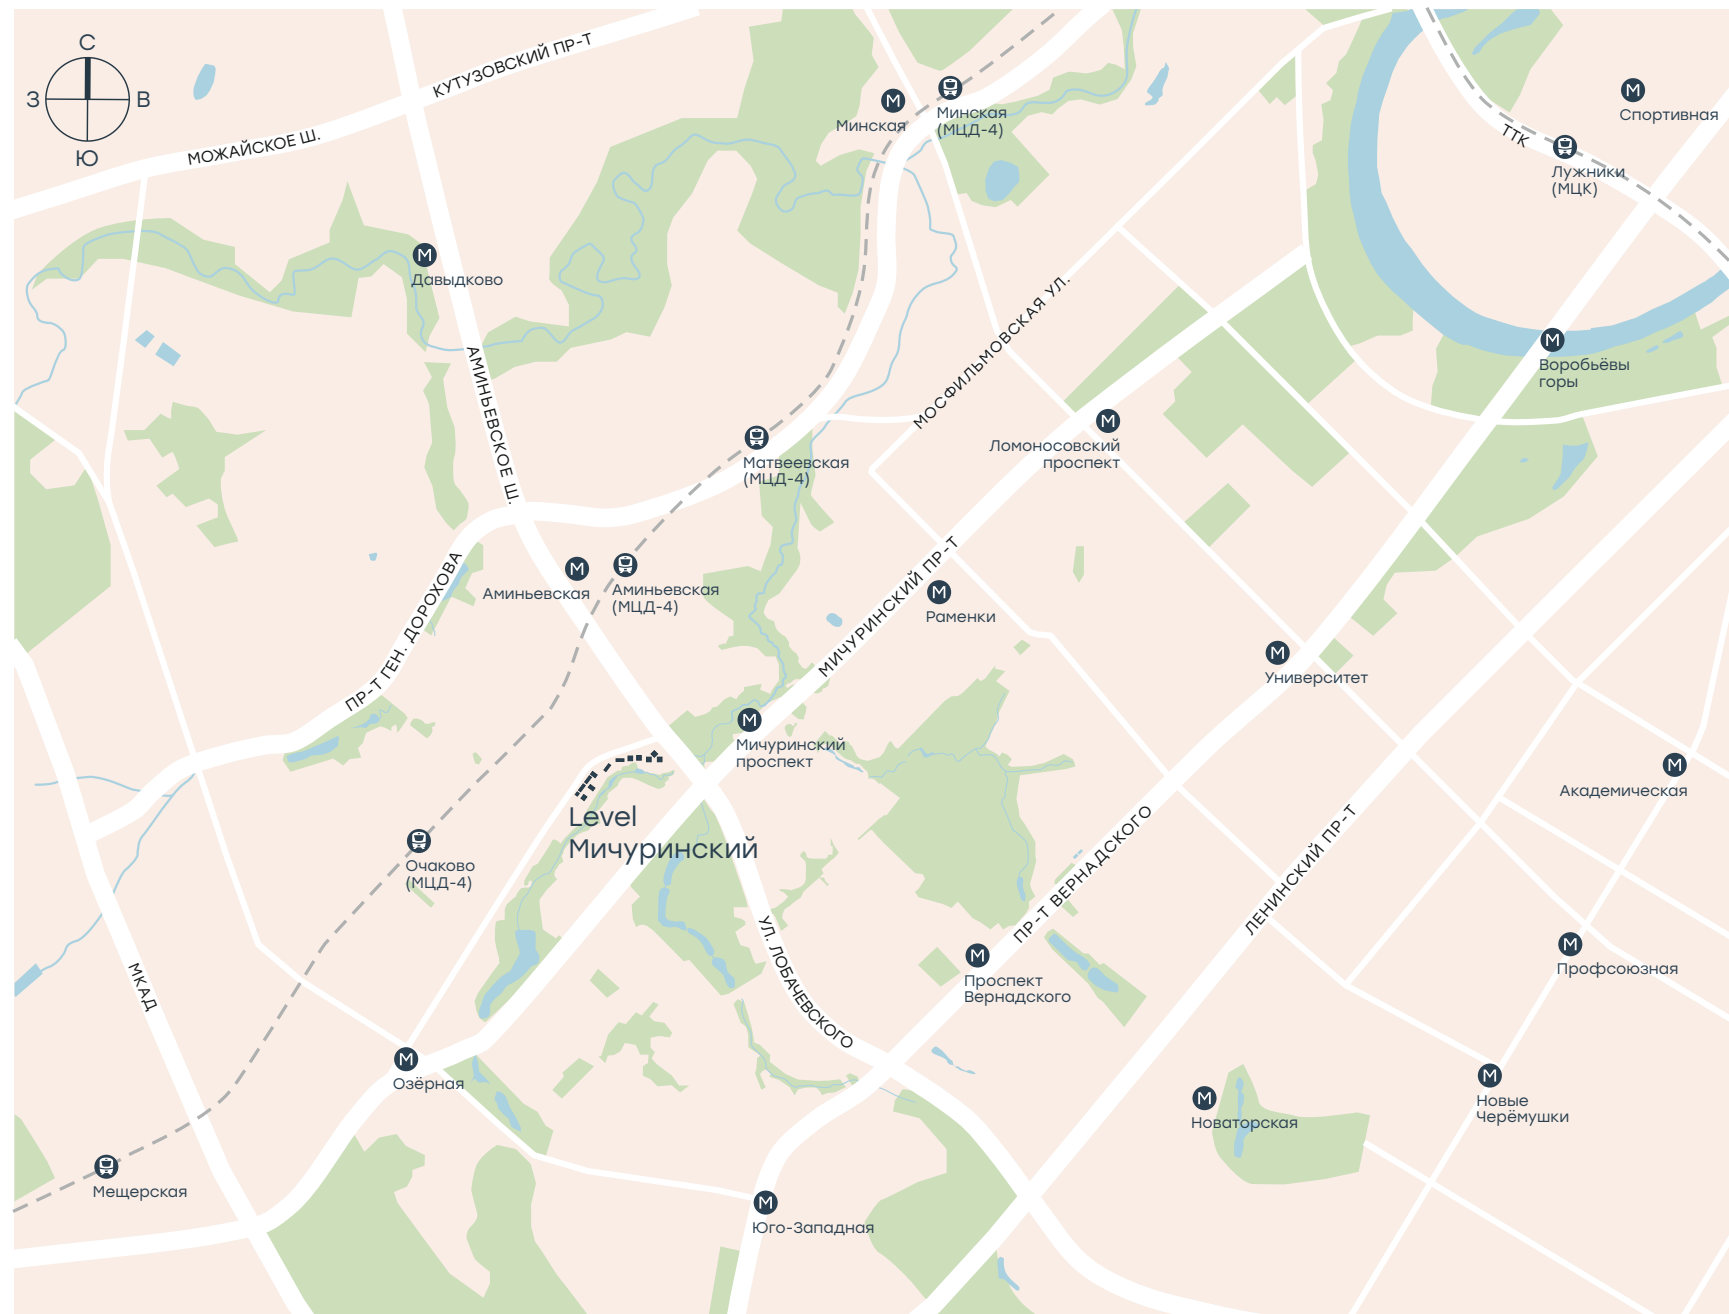 С
З
В
Ю
КУТУЗОВСКИЙ ПР-Т
МОЖАЙСКОЕ Ш.
М
Минская
Минская
(МЦД-4)
М
Спортивная
ТТК
Лужники
(МЦК)
М
Давыдково
МОСФИЛЬМОВСКАЯ УЛ.
М
Воробьёвы
горы
АМИНЬЕВСКОЕ Ш.
М
Ломоносовский
проспект
Матвеевская
(МЦД-4)
М
Аминьевская
Аминьевская
(МЦД-4)
ПР-Т ГЕН. ДОРОХОВА
МИЧУРИНСКИЙ ПР-Т
М
Раменки
М
Университет
М
Мичуринский
проспект
М
Академическая
Level
Мичуринский
Очаково
(МЦД-4)
ПР-Т ВЕРНАДСКОГО
ЛЕНИНСКИЙ ПР-Т
УЛ. ЛОБАЧЕВСКОГО
МКАД
М
Проспект
Вернадского
М
Профсоюзная
М
Озёрная
М
Новаторская
М
Новые
Черёмушки
Мещерская
М
Юго-Западная